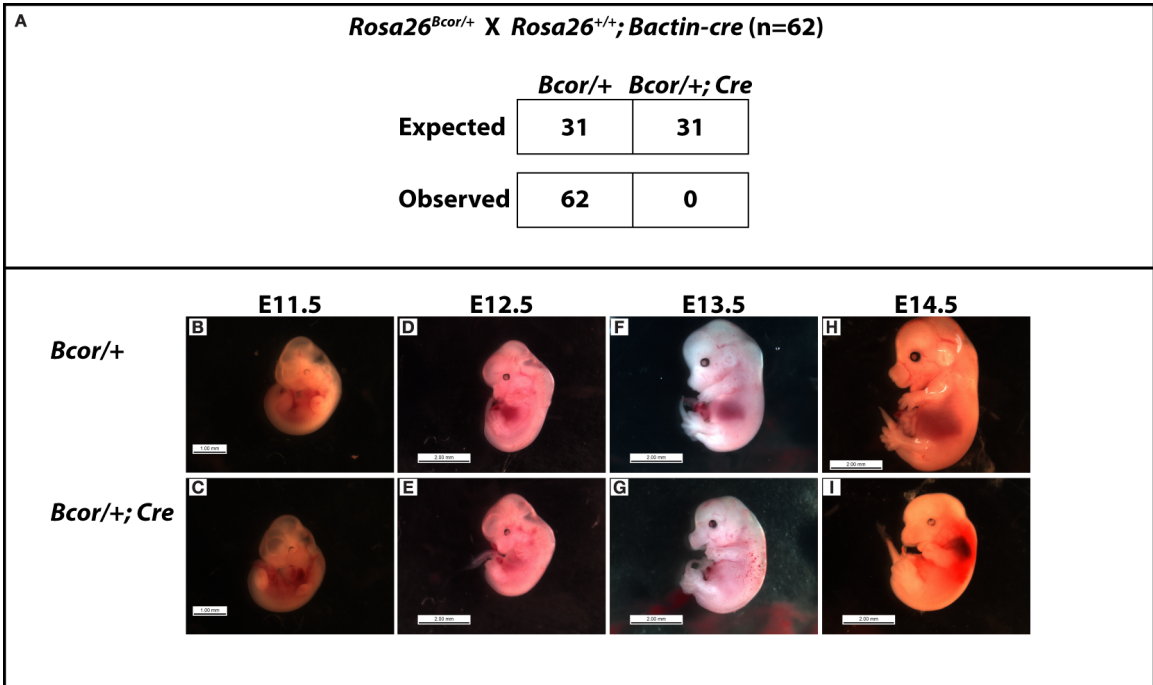 A
Rosa26Bcor/+ X Rosa26+/+; Bactin-cre (n=62)
Bcor/+ Bcor/+; Cre
Expected 31 31
Observed 62 0
E11.5 E12.5 E13.5 E14.5
Bcor/+
B D F H
1.00 mm 2.00 mm 2.00 mm 2.00 mm
Bcor/+; Cre
C E G I
1.00 mm 2.00 mm 2.00 mm 2.00 mm